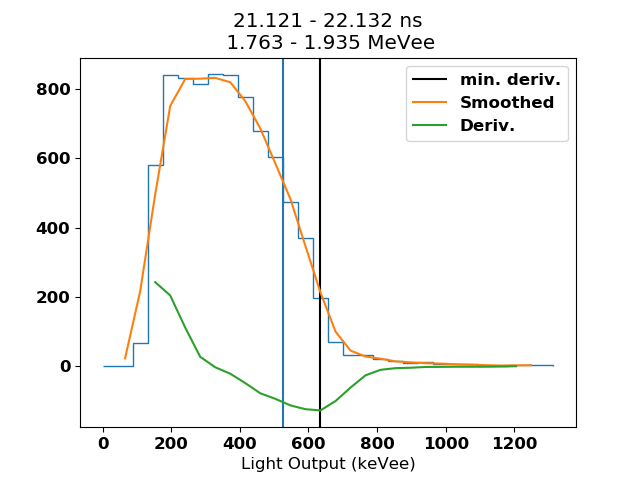 21.121 - 22.132 ns
1.763 - 1.935 MeVee
min. deriv.
Smoothed
Deriv.
800
600
400
200
0
0 200 400 600 800 1000 1200
Light Output (keVee)